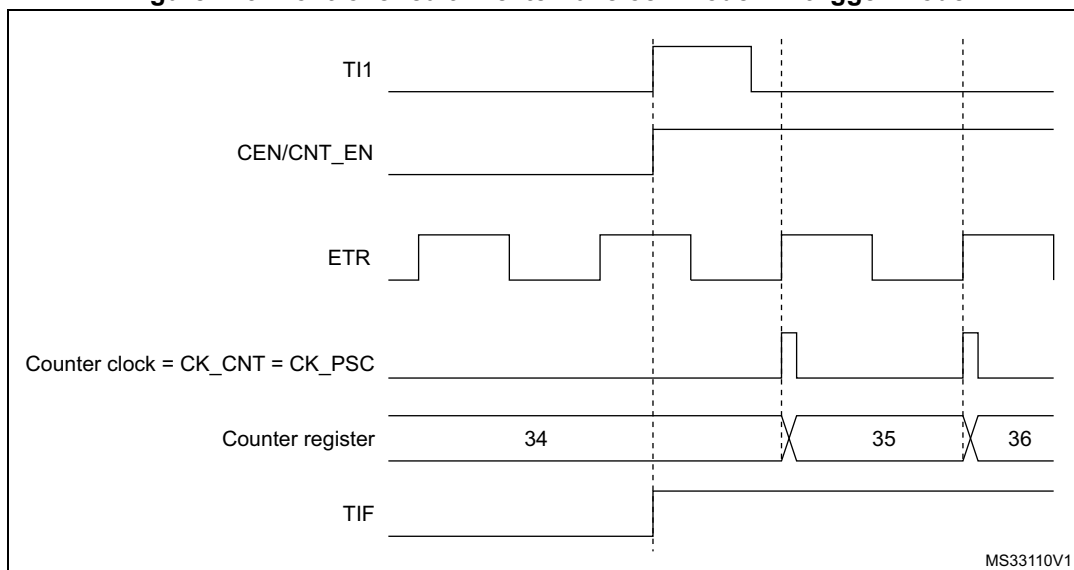 TI1
CEN/CNT_EN
ETR
Counter clock = CK_CNT = CK_PSC
Counter register 34 35 36
TIF
MS33110V1